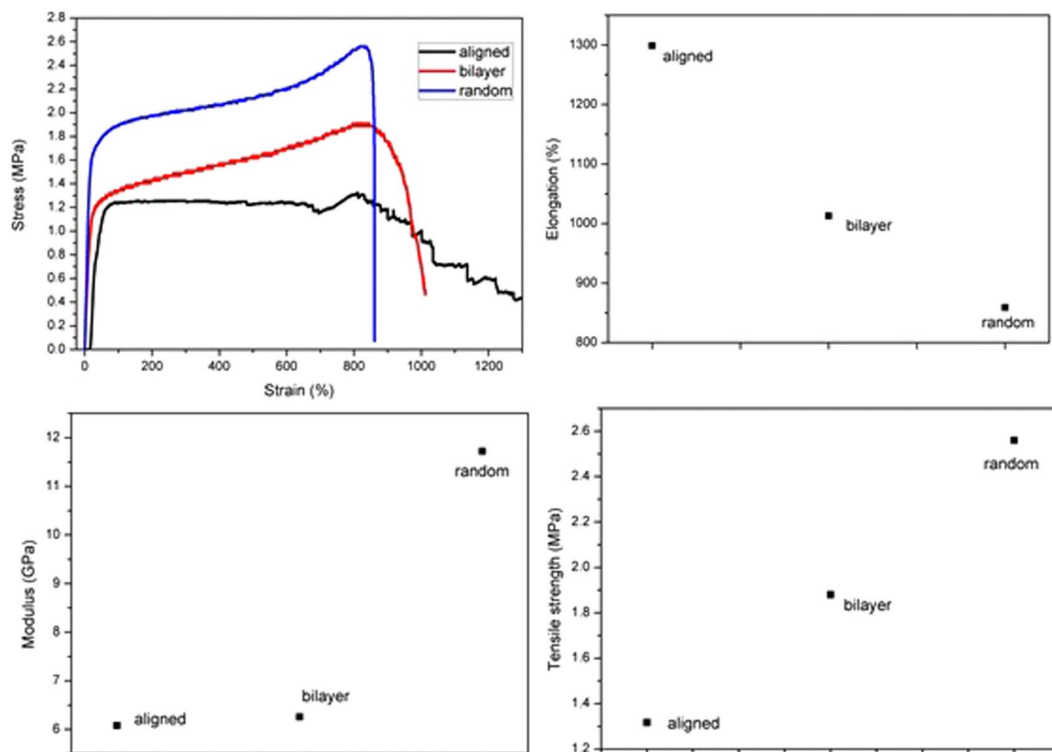 2.8
2.6
2.4
2.2
2.0
1.8
1.6
1.4
1.2
1.0
0.8
0.6
0.4
0.2
0.0
Stress (MPa)
aligned
bilayer
random
0
200
400
600
800
1000
1200
Strain (%)
1300
1200
1100
1000
900
800
Elongation (%)
aligned
bilayer
random
12
11
10
9
8
7
6
Modulus (GPa)
random
bilayer
aligned
2.6
2.4
2.2
2.0
1.8
1.6
1.4
1.2
Tensile strength (MPa)
random
bilayer
aligned